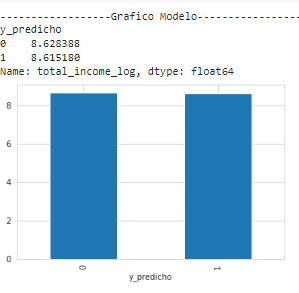 --------------------Grafico Modelo--------------------
y_predicho
0    8.628388
1    8.615180
Name: total_income_log, dtype: float64
8
6
4
2
0
0
1
y_predicho